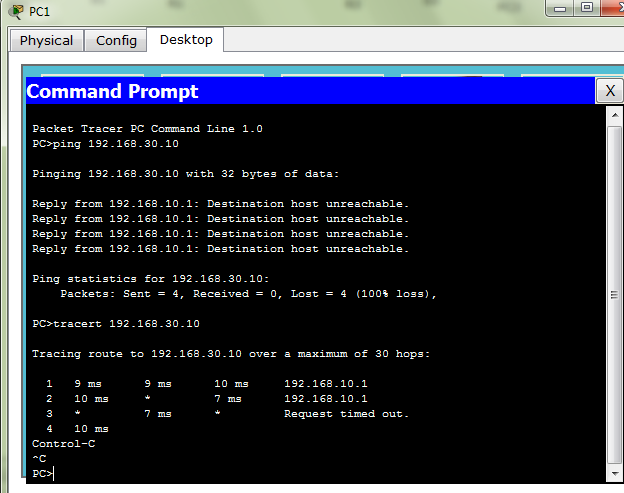 PC1
Physical Config Desktop
Command Prompt X
Packet Tracer PC Command Line 1.0
PC>ping 192.168.30.10
Pinging 192.168.30.10 with 32 bytes of data:
Reply from 192.168.10.1: Destination host unreachable.
Reply from 192.168.10.1: Destination host unreachable.
Reply from 192.168.10.1: Destination host unreachable.
Reply from 192.168.10.1: Destination host unreachable.
Ping statistics for 192.168.30.10:
Packets: Sent = 4, Received = 0, Lost = 4 (100% loss),
PC>tracert 192.168.30.10
Tracing route to 192.168.30.10 over a maximum of 30 hops:
1 9 ms 9 ms 10 ms 192.168.10.1
2 10 ms * 7 ms 192.168.10.1
3 * 7 ms * Request timed out.
4 10 ms
Control-C
^C
PC>